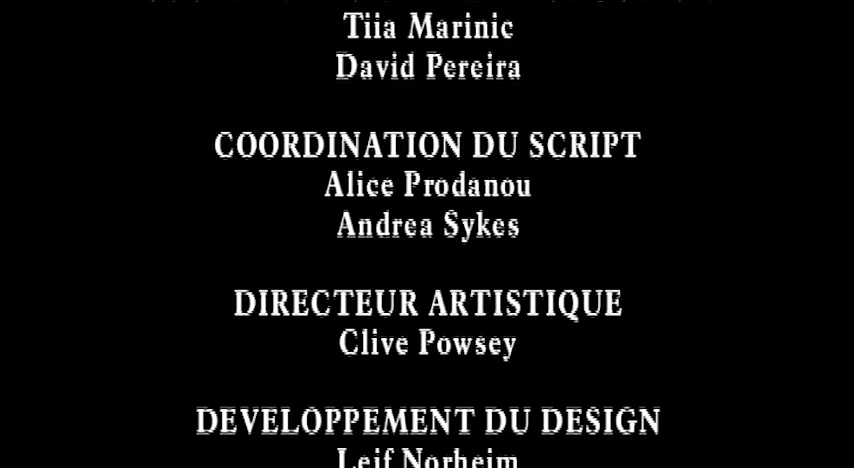 Tiia Marinic
David Pereira
COORDINATION DU SCRIPT
Alice Prodanou
Andrea Sykes
DIRECTEUR ARTISTIQUE
Clive Powsey
DEVELOPPEMENT DU DESIGN
Leif Norheim